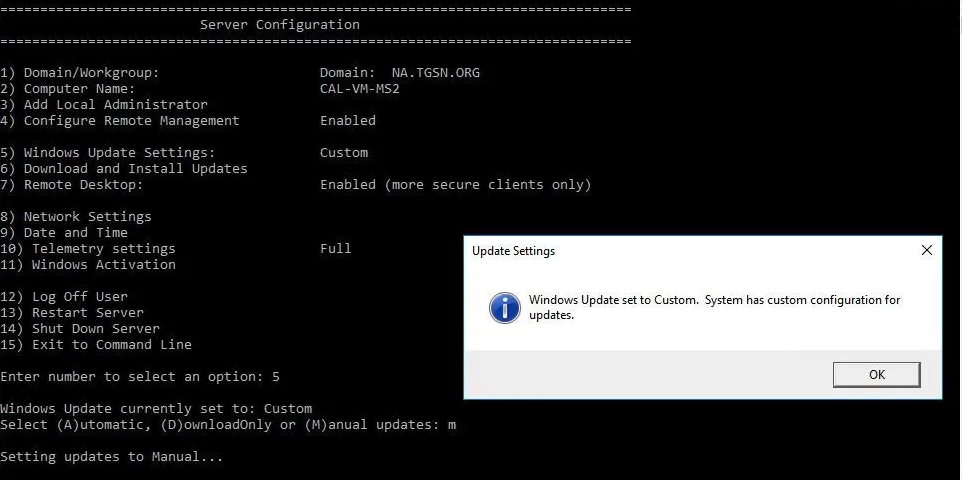 ===============================================================================
Server Configuration
===============================================================================
1) Domain/Workgroup: Domain: NA.TGSN.ORG
2) Computer Name: CAL-VM-MS2
3) Add Local Administrator
4) Configure Remote Management Enabled
5) Windows Update Settings: Custom
6) Download and Install Updates
7) Remote Desktop: Enabled (more secure clients only)
8) Network Settings
9) Date and Time
10) Telemetry settings Full
11) Windows Activation
12) Log Off User
13) Restart Server
14) Shut Down Server
15) Exit to Command Line
Enter number to select an option: 5
Windows Update currently set to: Custom
Select (A)utomatic, (D)ownloadOnly or (M)anual updates: m
Setting updates to Manual...
Update Settings
Windows Update set to Custom. System has custom configuration for
updates.
OK